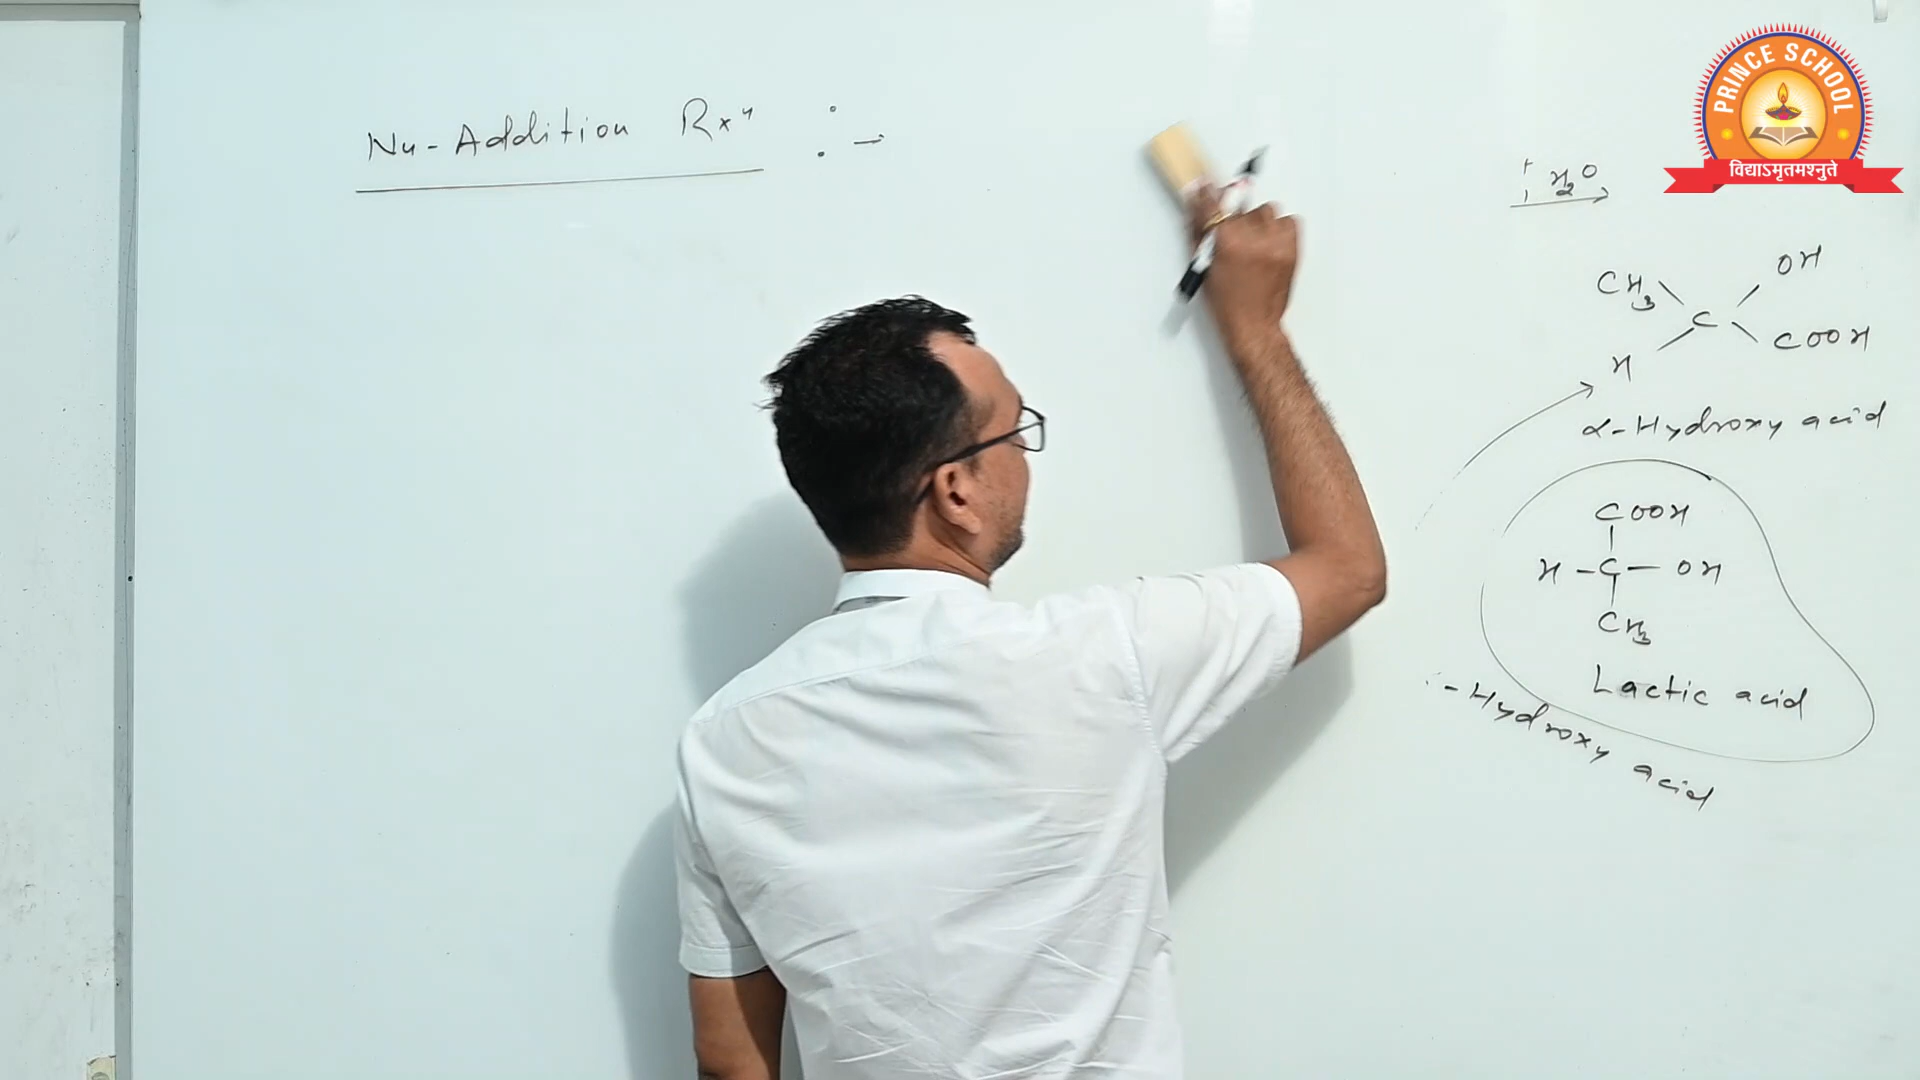 Nu-Addition Rxn :-
PRINCE SCHOOL
विद्याऽमृतमश्नुते
H2O
CH3 OH
C
H COOH
α-Hydroxy acid
COOH
H-C-OH
CH3
Lactic acid
-Hydroxy acid